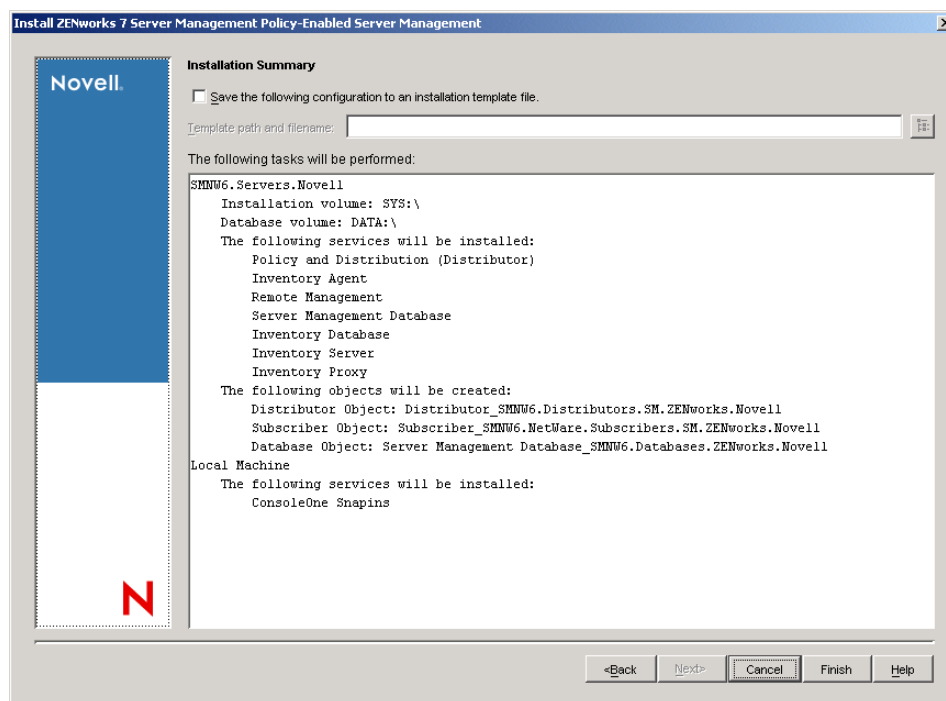 Install ZENworks 7 Server Management Policy-Enabled Server Management
Novell.
Installation Summary
Save the following configuration to an installation template file.
Template path and filename:
The following tasks will be performed:
SMNW6.Servers.Novell
Installation volume: SYS:\
Database volume: DATA:\
The following services will be installed:
Policy and Distribution (Distributor)
Inventory Agent
Remote Management
Server Management Database
Inventory Database
Inventory Server
Inventory Proxy
The following objects will be created:
Distributor Object: Distributor_SMNW6.Distributors.SM.ZENworks.Novell
Subscriber Object: Subscriber_SMNW6.NetWare.Subscribers.SM.ZENworks.Novell
Database Object: Server Management Database_SMNW6.Databases.ZENworks.Novell
Local Machine
The following services will be installed:
ConsoleOne Snapins
N
<Back Next> Cancel Finish Help